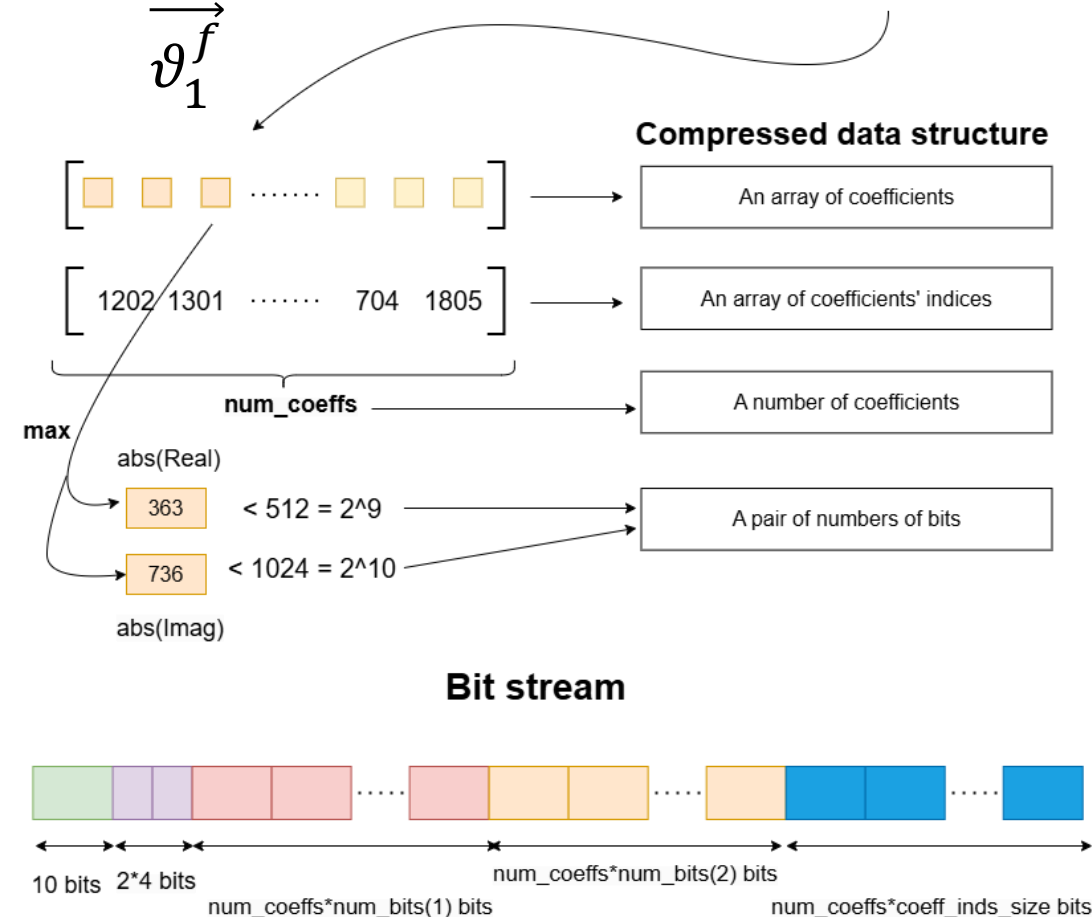 ϑ₁ᶠ
Compressed data structure
An array of coefficients
1202 1301 ······· 704 1805
An array of coefficients' indices
num_coeffs
A number of coefficients
max
abs(Real)
363 < 512 = 2^9
A pair of numbers of bits
736 < 1024 = 2^10
abs(Imag)
Bit stream
10 bits
2*4 bits
num_coeffs*num_bits(1) bits
num_coeffs*num_bits(2) bits
num_coeffs*coeff_inds_size bits